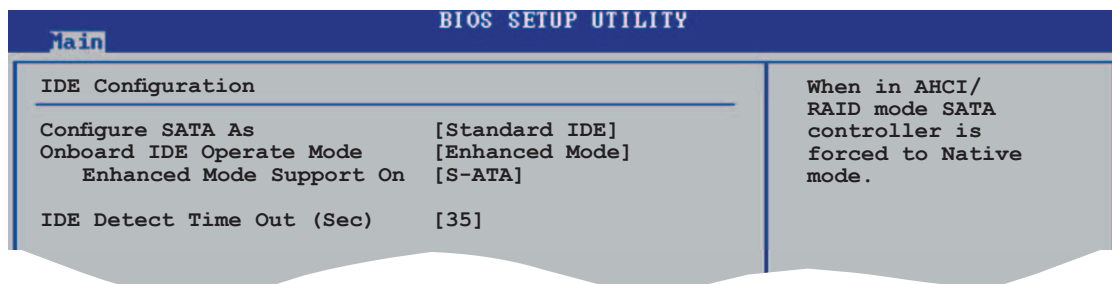 BIOS SETUP UTILITY
Main
IDE Configuration
Configure SATA As [Standard IDE]
Onboard IDE Operate Mode [Enhanced Mode]
Enhanced Mode Support On [S-ATA]
IDE Detect Time Out (Sec) [35]
When in AHCI/
RAID mode SATA
controller is
forced to Native
mode.